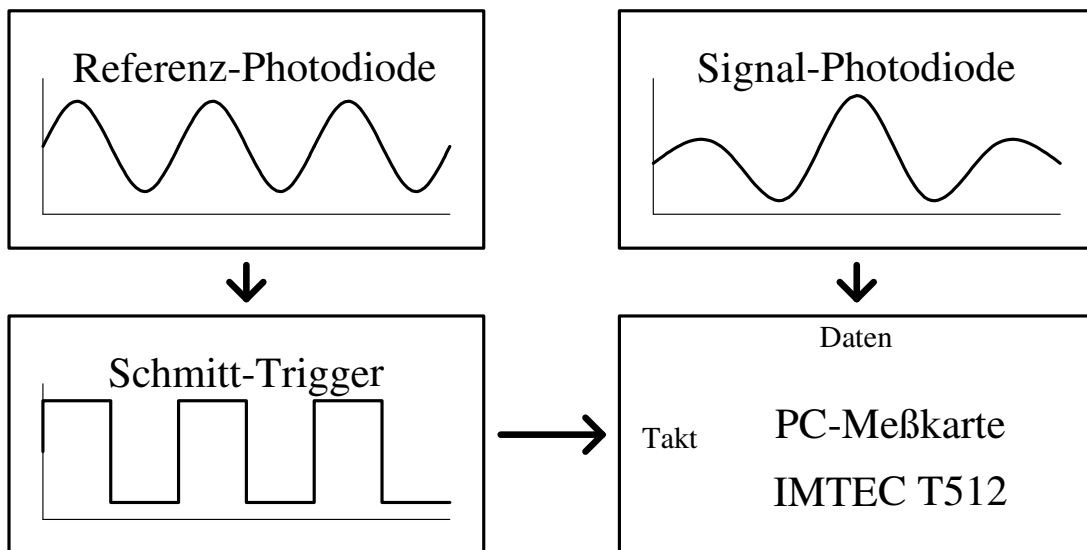 Referenz-Photodiode
Signal-Photodiode
Schmitt-Trigger
Daten
Takt
PC-Meßkarte
IMTEC T512